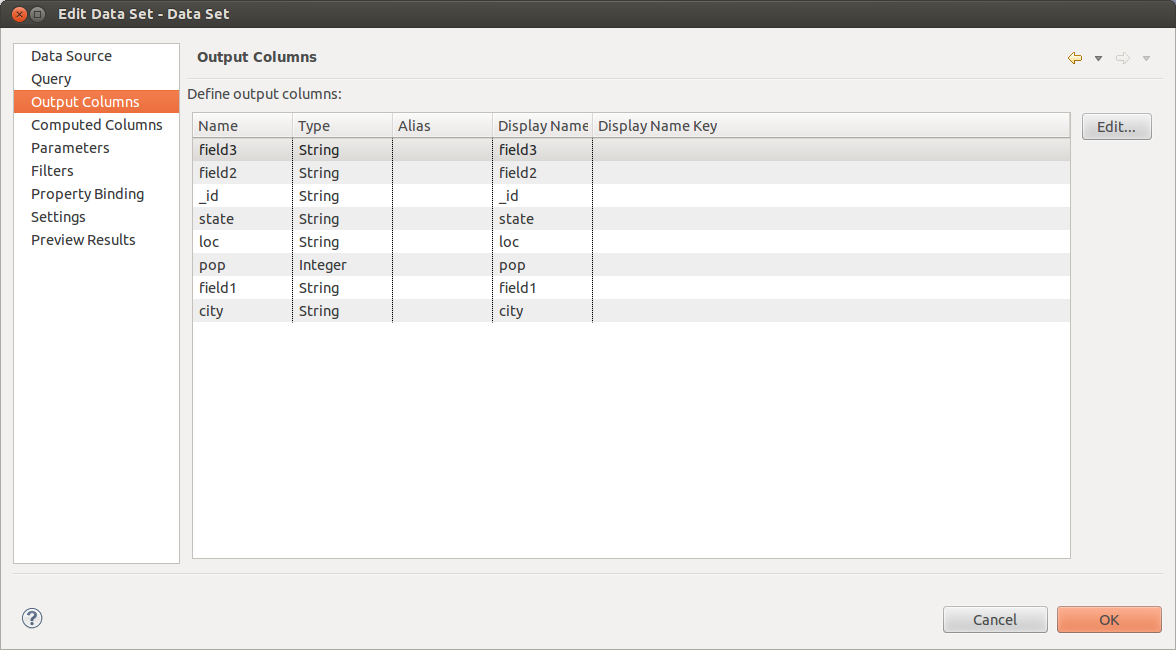 Edit Data Set - Data Set
Data Source
Query
Output Columns
Computed Columns
Parameters
Filters
Property Binding
Settings
Preview Results
Output Columns
Define output columns:
Name Type Alias Display Name Display Name Key
field3 String field3
field2 String field2
_id String _id
state String state
loc String loc
pop Integer pop
field1 String field1
city String city
Edit...
?
Cancel OK